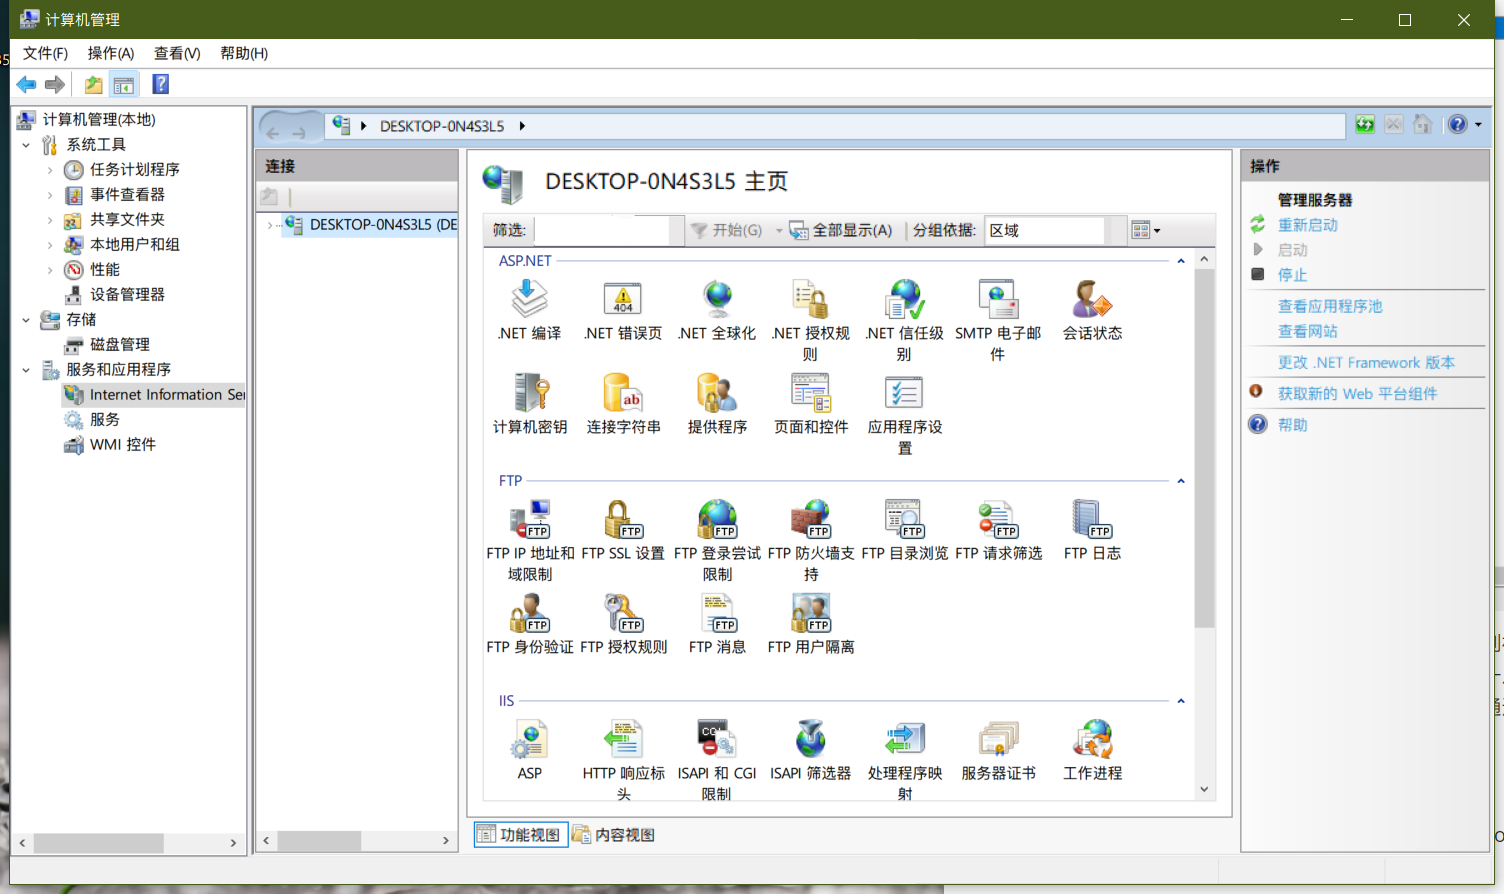 计算机管理
文件(F) 操作(A) 查看(V) 帮助(H)
计算机管理(本地)
系统工具
任务计划程序
事件查看器
共享文件夹
本地用户和组
性能
设备管理器
存储
磁盘管理
服务和应用程序
Internet Information Ser
服务
WMI 控件
DESKTOP-0N4S3L5
连接
DESKTOP-0N4S3L5 (DE
DESKTOP-0N4S3L5 主页
筛选: 开始(G) 全部显示(A) 分组依据: 区域
ASP.NET
.NET 编译
.NET 错误页
.NET 全球化
.NET 授权规
则
.NET 信任级
别
SMTP 电子邮
件
会话状态
计算机密钥
连接字符串
提供程序
页面和控件
应用程序设
置
FTP
FTP IP 地址和
域限制
FTP SSL 设置
FTP 登录尝试
限制
FTP 防火墙支
持
FTP 目录浏览
FTP 请求筛选
FTP 日志
FTP 身份验证
FTP 授权规则
FTP 消息
FTP 用户隔离
IIS
ASP
HTTP 响应标
头
ISAPI 和 CGI
限制
ISAPI 筛选器
处理程序映
射
服务器证书
工作进程
功能视图 内容视图
操作
管理服务器
重新启动
启动
停止
查看应用程序池
查看网站
更改 .NET Framework 版本
获取新的 Web 平台组件
帮助